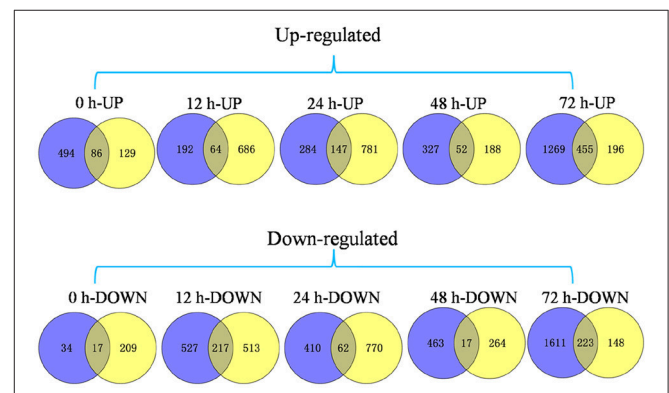 Up-regulated
0 h-UP 12 h-UP 24 h-UP 48 h-UP 72 h-UP
494 86 129 192 64 686 284 147 781 327 52 188 1269 455 196
Down-regulated
0 h-DOWN 12 h-DOWN 24 h-DOWN 48 h-DOWN 72 h-DOWN
34 17 209 527 217 513 410 62 770 463 17 264 1611 223 148